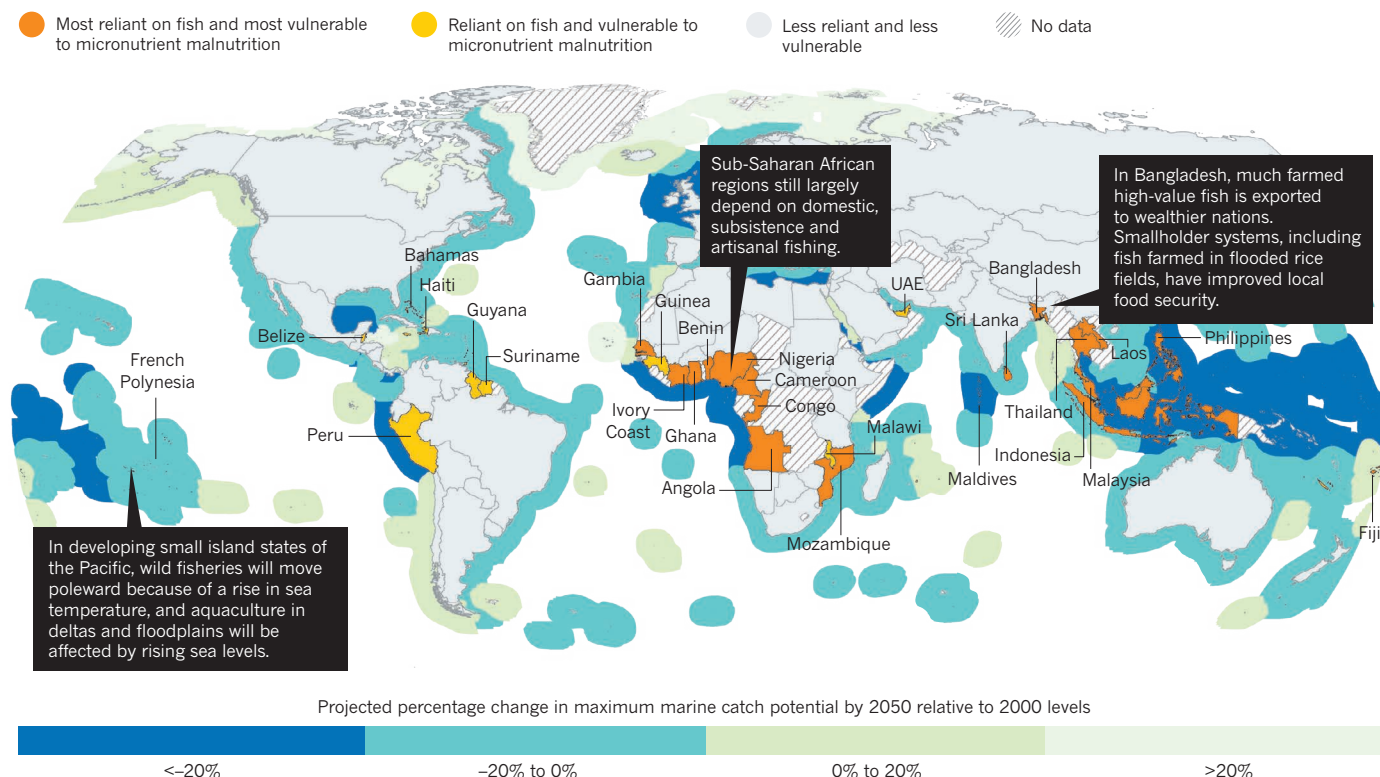 Most reliant on fish and most vulnerable
to micronutrient malnutrition
Reliant on fish and vulnerable to
micronutrient malnutrition
Less reliant and less
vulnerable
No data
Sub-Saharan African
regions still largely
depend on domestic,
subsistence and
artisanal fishing.
In Bangladesh, much farmed
high-value fish is exported
to wealthier nations.
Smallholder systems, including
fish farmed in flooded rice
fields, have improved local
food security.
Bahamas
Haiti
Guyana
Belize
Suriname
French
Polynesia
Peru
Gambia
Guinea
Benin
Nigeria
Cameroon
Congo
Ivory
Coast
Ghana
Malawi
Angola
Mozambique
UAE
Bangladesh
Sri Lanka
Laos
Philippines
Thailand
Indonesia
Maldives
Malaysia
Fiji
In developing small island states of
the Pacific, wild fisheries will move
poleward because of a rise in sea
temperature, and aquaculture in
deltas and floodplains will be
affected by rising sea levels.
Projected percentage change in maximum marine catch potential by 2050 relative to 2000 levels
<–20%
–20% to 0%
0% to 20%
>20%